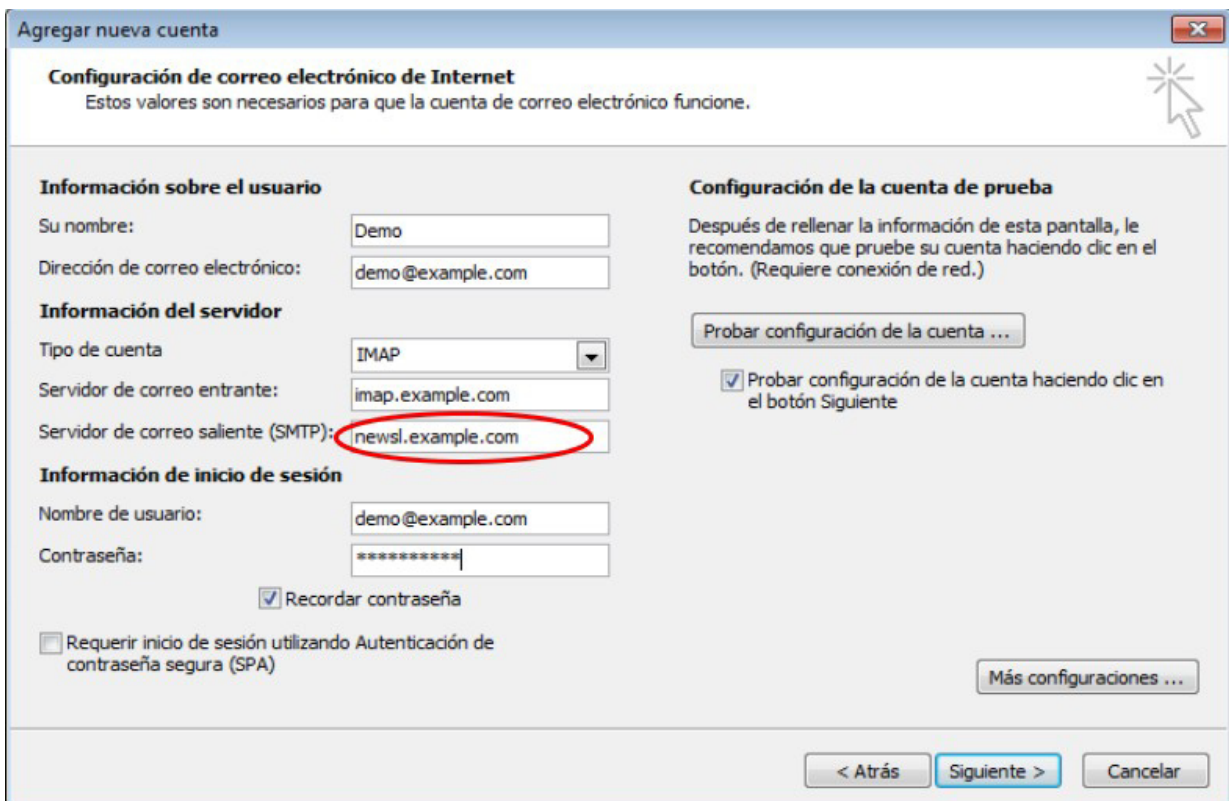 Agregar nueva cuenta
Configuración de correo electrónico de Internet
Estos valores son necesarios para que la cuenta de correo electrónico funcione.
Información sobre el usuario
Su nombre:
Demo
Dirección de correo electrónico:
demo@example.com
Información del servidor
Tipo de cuenta
IMAP
Servidor de correo entrante:
imap.example.com
Servidor de correo saliente (SMTP):
newsl.example.com
Información de inicio de sesión
Nombre de usuario:
demo@example.com
Contraseña:
**********
Recordar contraseña
Requerir inicio de sesión utilizando Autenticación de
contraseña segura (SPA)
Configuración de la cuenta de prueba
Después de rellenar la información de esta pantalla, le
recomendamos que pruebe su cuenta haciendo clic en el
botón. (Requiere conexión de red.)
Probar configuración de la cuenta ...
Probar configuración de la cuenta haciendo clic en
el botón Siguiente
Más configuraciones ...
< Atrás
Siguiente >
Cancelar